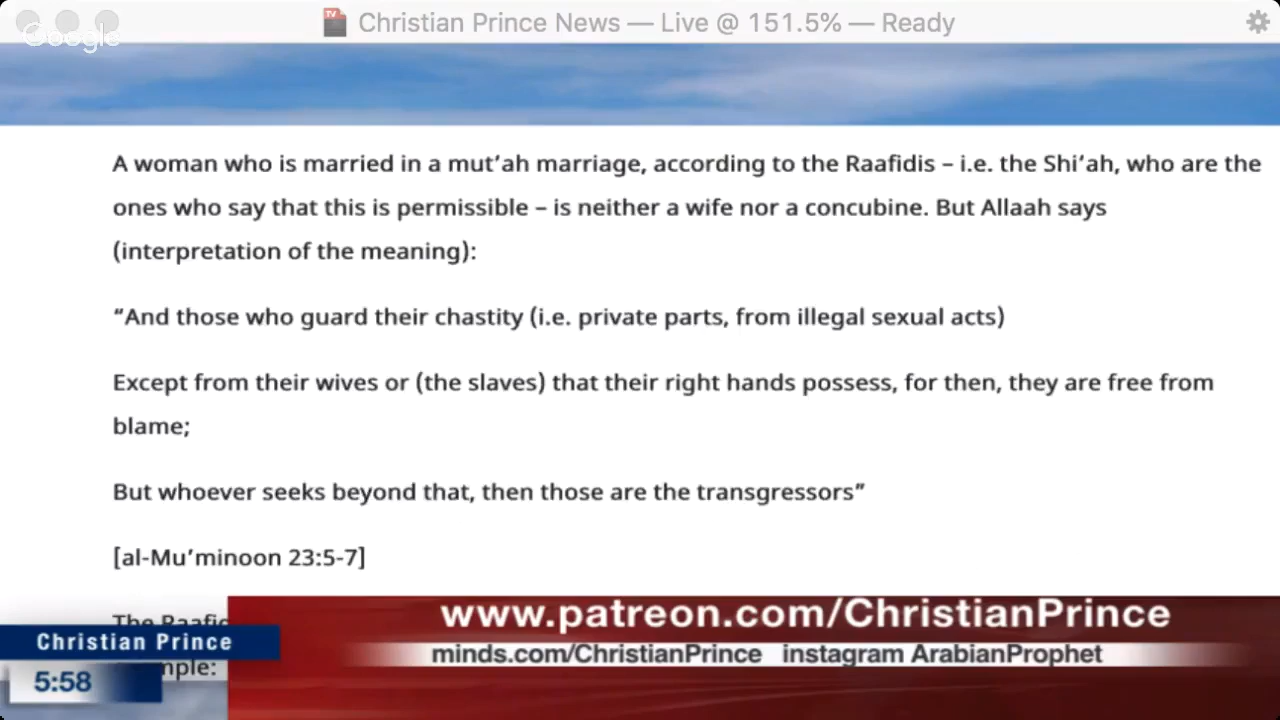 Christian Prince News — Live @ 151.5% — Ready
TV
Google
A woman who is married in a mut’ah marriage, according to the Raafidis – i.e. the Shi’ah, who are the
ones who say that this is permissible – is neither a wife nor a concubine. But Allaah says
(interpretation of the meaning):
“And those who guard their chastity (i.e. private parts, from illegal sexual acts)
Except from their wives or (the slaves) that their right hands possess, for then, they are free from
blame;
But whoever seeks beyond that, then those are the transgressors”
[al-Mu’minoon 23:5-7]
The
www.patreon.com/ChristianPrince
Christian Prince
minds.com/ChristianPrince instagram ArabianProphet
5:58